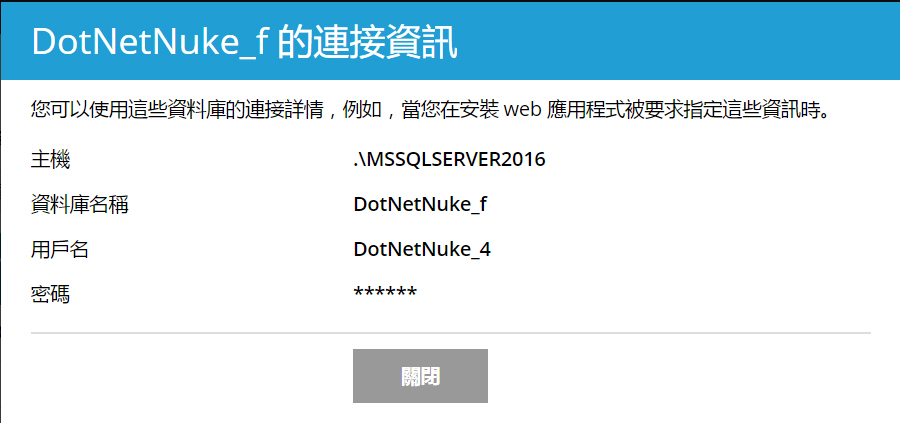 DotNetNuke_f 的連接資訊
您可以使用這些資料庫的連接詳情，例如，當您在安裝 web 應用程式被要求指定這些資訊時。
主機 .\MSSQLSERVER2016
資料庫名稱 DotNetNuke_f
用戶名 DotNetNuke_4
密碼 ******
關閉